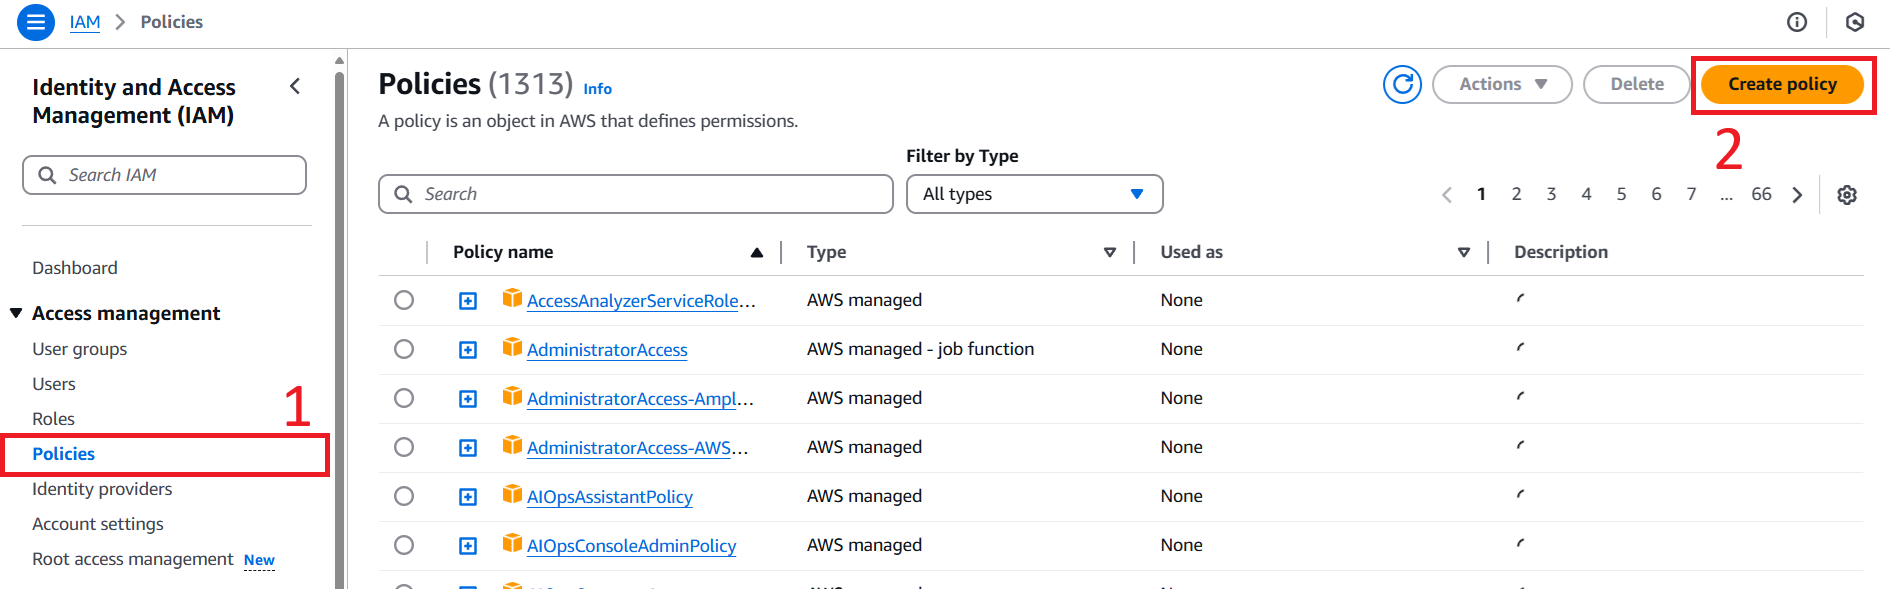 IAM > Policies
Identity and Access
Management (IAM)
Search IAM
Dashboard
Access management
User groups
Users
Roles
1
Policies
Identity providers
Account settings
Root access management New
Policies (1313) Info
A policy is an object in AWS that defines permissions.
Actions
Delete
Create policy
2
Filter by Type
Search
All types
1 2 3 4 5 6 7 ... 66
Policy name Type Used as Description
AccessAnalyzerServiceRole... AWS managed None
AdministratorAccess AWS managed - job function None
AdministratorAccess-Ampl... AWS managed None
AdministratorAccess-AWS... AWS managed None
AIOpsAssistantPolicy AWS managed None
AIOpsConsoleAdminPolicy AWS managed None